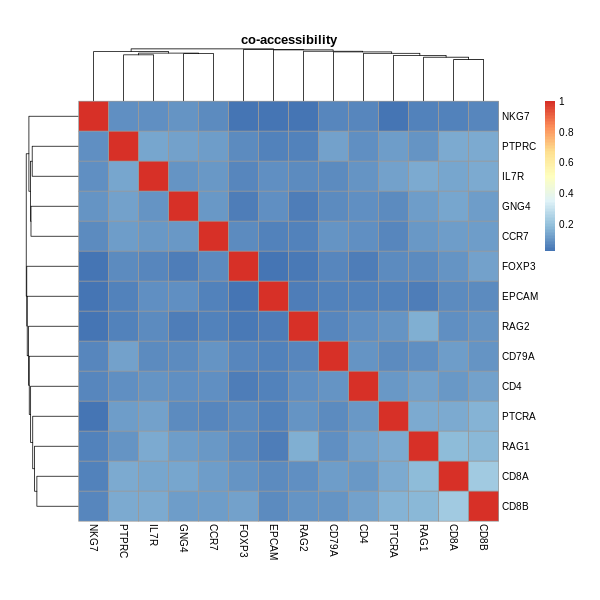 co-accessibility
NKG7
PTPRC
IL7R
GNG4
CCR7
FOXP3
EPCAM
RAG2
CD79A
CD4
PTCRA
RAG1
CD8A
CD8B
1
0.8
0.6
0.4
0.2
NKG7
PTPRC
IL7R
GNG4
CCR7
FOXP3
EPCAM
RAG2
CD79A
CD4
PTCRA
RAG1
CD8A
CD8B